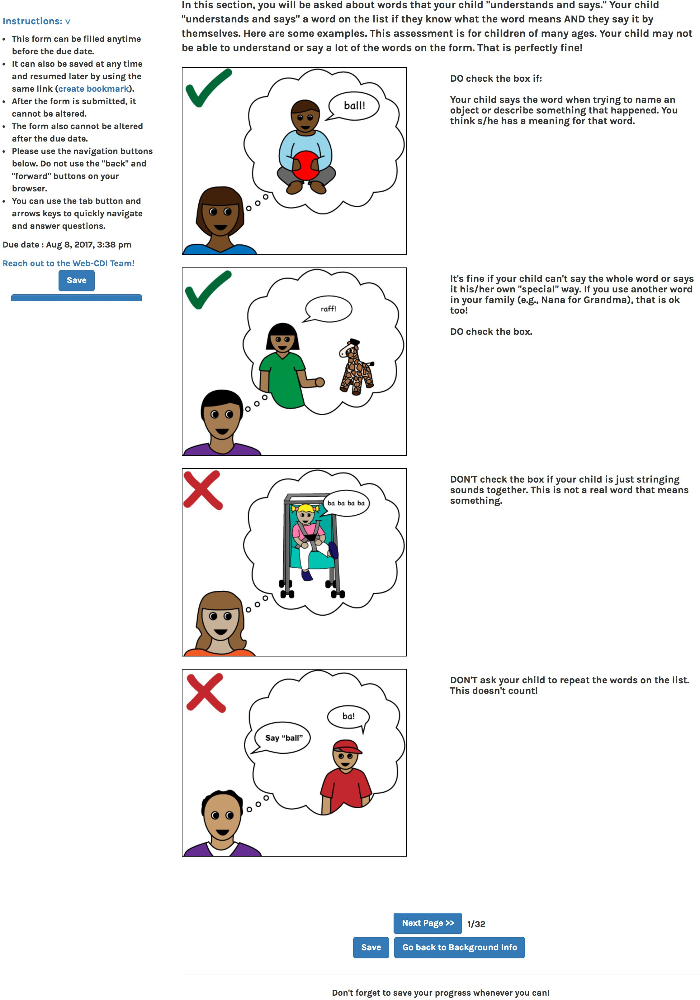 Instructions: v
This form can be filled anytime
before the due date.
It can also be saved at any time
and resumed later by using the
same link (create bookmark).
After the form is submitted, it
cannot be altered.
The form also cannot be altered
after the due date.
Please use the navigation buttons
below. Do not use the "back" and
"forward" buttons on your
browser.
You can use the tab button and
arrows keys to quickly navigate
and answer questions.
Due date : Aug 8, 2017, 3:38 pm
Reach out to the Web-CDI Team!
Save
In this section, you will be asked about words that your child "understands and says." Your child
"understands and says" a word on the list if they know what the word means AND they say it by
themselves. Here are some examples. This assessment is for children of many ages. Your child may not
be able to understand or say a lot of the words on the form. That is perfectly fine!
ball!
DO check the box if:
Your child says the word when trying to name an
object or describe something that happened. You
think s/he has a meaning for that word.
raff!
It's fine if your child can't say the whole word or says
it his/her own "special" way. If you use another word
in your family (e.g., Nana for Grandma), that is ok
too!
DO check the box.
ba ba ba ba
DON'T check the box if your child is just stringing
sounds together. This is not a real word that means
something.
ba!
Say “ball”
DON'T ask your child to repeat the words on the list.
This doesn't count!
Next Page >> 1/32
Save Go back to Background Info
Don't forget to save your progress whenever you can!